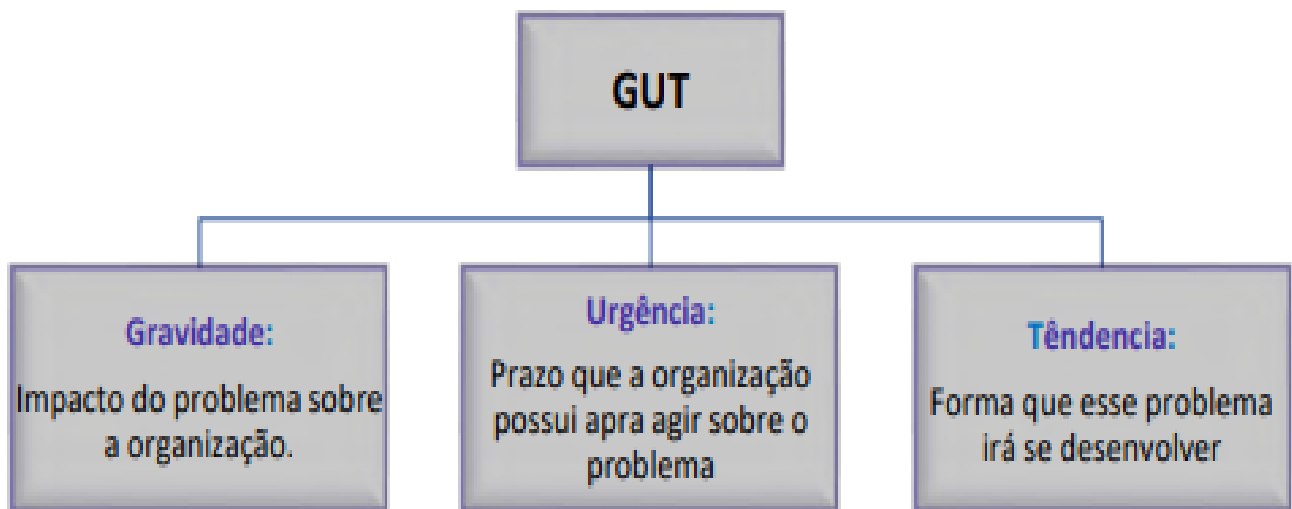 GUT
Gravidade:
Impacto do problema sobre
a organização.
Urgência:
Prazo que a organização
possui apra agir sobre o
problema
Têndencia:
Forma que esse problema
irá se desenvolver